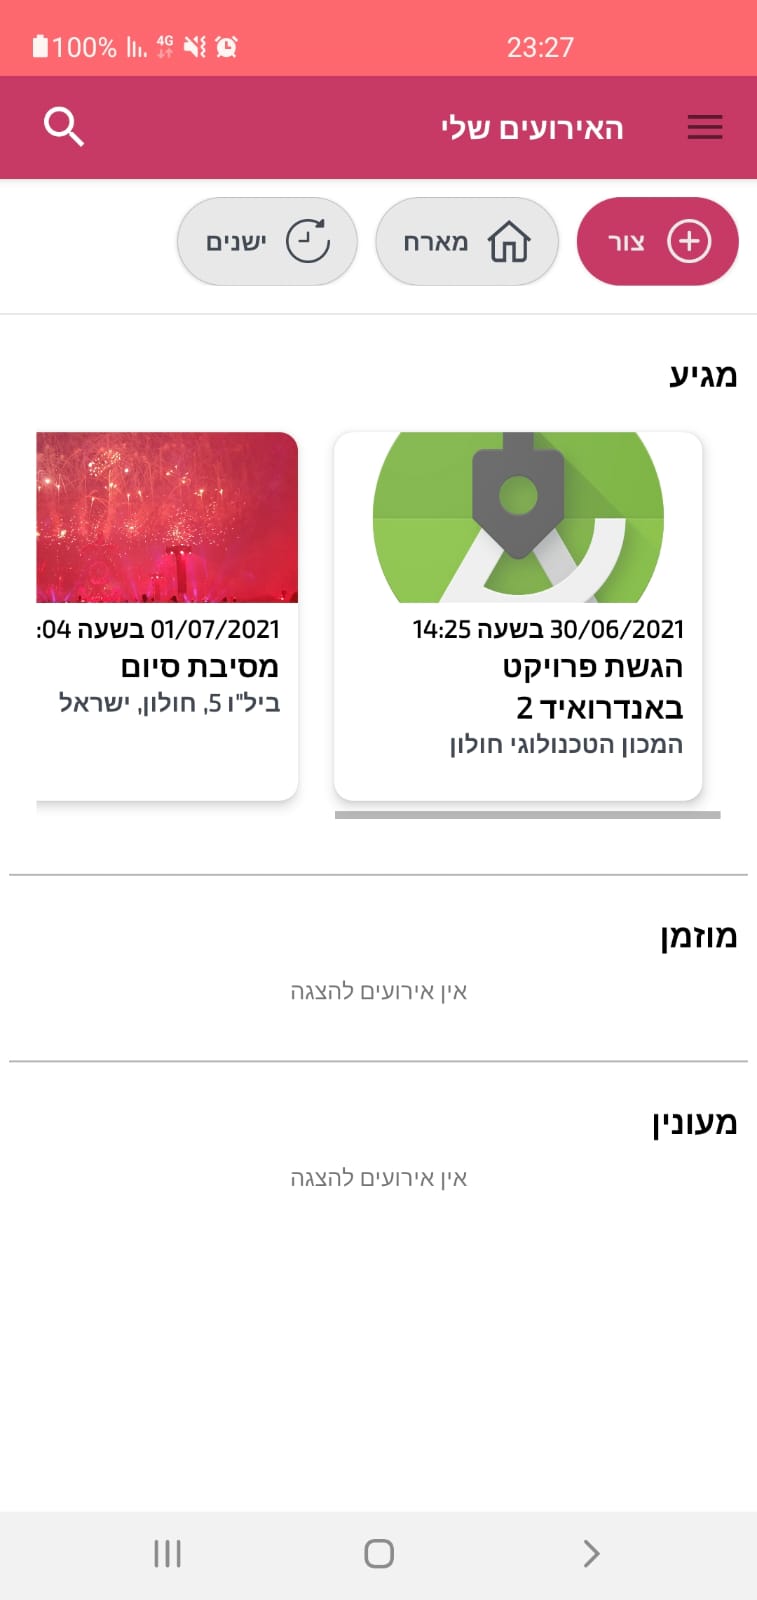 100% 4G 23:27
האירועים שלי
צור
מארח
ישנים
מגיע
30/06/2021 בשעה 14:25
הגשת פרויקט
באנדרואיד 2
המכון הטכנולוגי חולון
01/07/2021 בשעה 04:
מסיבת סיום
ביל"ו 5, חולון, ישראל
מוזמן
אין אירועים להצגה
מעונין
אין אירועים להצגה